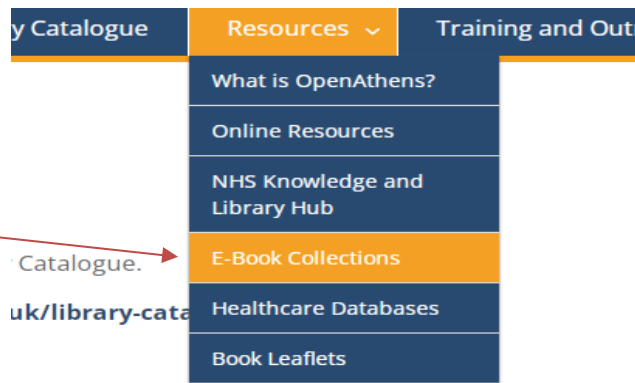 y Catalogue Resources Training and Out
What is OpenAthens?
Online Resources
NHS Knowledge and
Library Hub
E-Book Collections
Catalogue.
Healthcare Databases
uk/library-cata
Book Leaflets